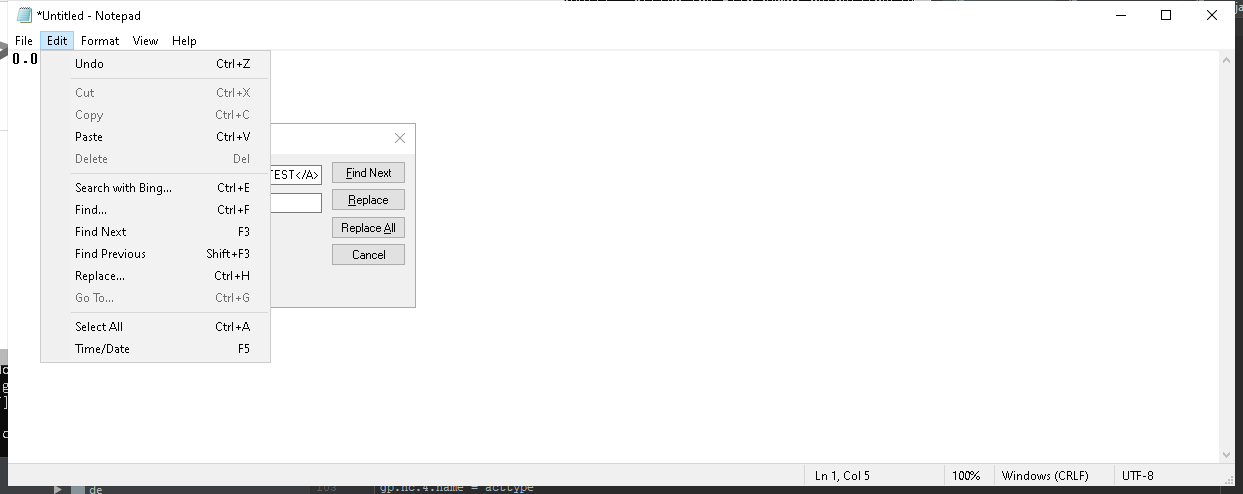 *Untitled - Notepad
File Edit Format View Help
0.0
Undo Ctrl+Z
Cut Ctrl+X
Copy Ctrl+C
Paste Ctrl+V
Delete Del
Search with Bing... Ctrl+E
Find... Ctrl+F
Find Next F3
Find Previous Shift+F3
Replace... Ctrl+H
Go To... Ctrl+G
Select All Ctrl+A
Time/Date F5
TEST</A>
Find Next
Replace
Replace All
Cancel
Ln 1, Col 5 100% Windows (CRLF) UTF-8
de
gp.nc.4.name = acctype